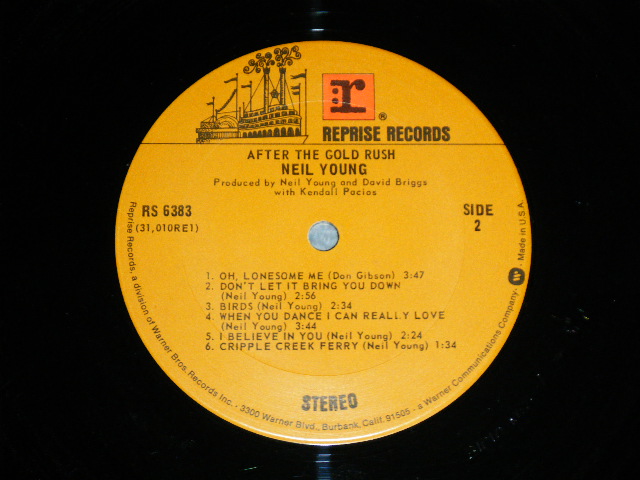 r
®
REPRISE RECORDS
AFTER THE GOLD RUSH
NEIL YOUNG
Produced by Neil Young and David Briggs
with Kendall Pacios
RS 6383
(31,010RE1)
SIDE
2
1. OH, LONESOME ME (Don Gibson) 3:47
2. DON'T LET IT BRING YOU DOWN
(Neil Young) 2:56
3. BIRDS (Neil Young) 2:34
4. WHEN YOU DANCE I CAN REALLY LOVE
(Neil Young) 3:44
5. I BELIEVE IN YOU (Neil Young) 2:24
6. CRIPPLE CREEK FERRY (Neil Young) 1:34
STEREO
Reprise Records, a division of Warner Bros. Records Inc. • 3300 Warner Blvd., Burbank, Calif. 91505 • a Warner Communications Company • W • Made in U.S.A.